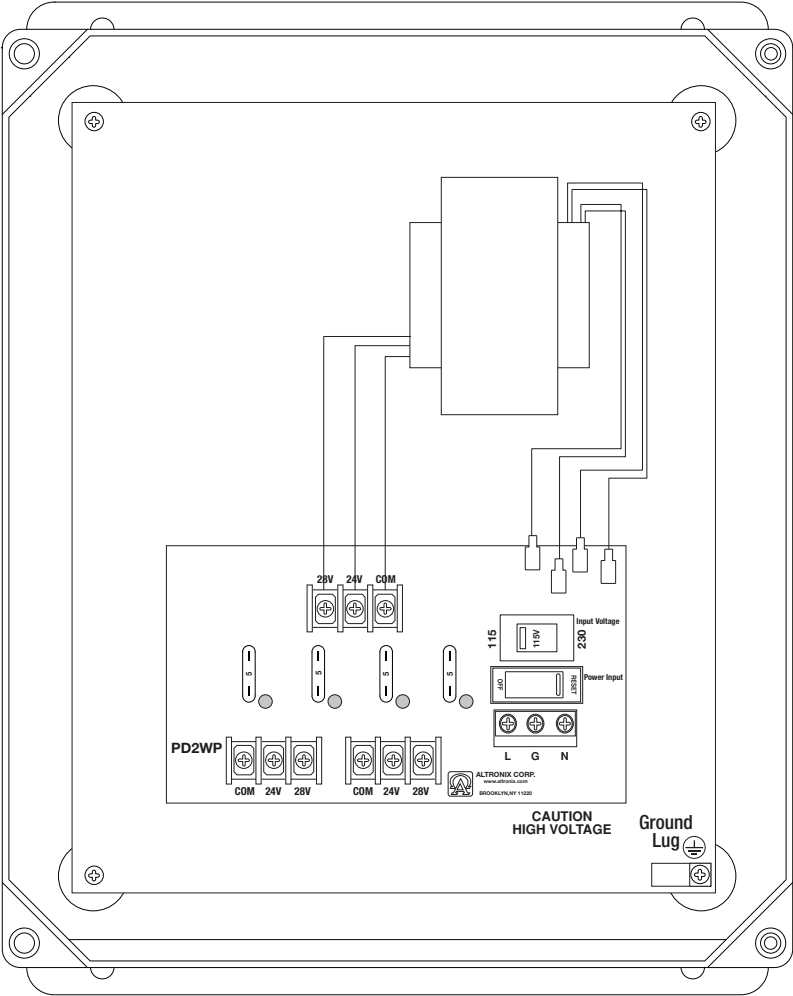 28V 24V COM
115
115V
Input Voltage
230
5
5
5
5
OFF
RESET
Power Input
L G N
PD2WP
COM 24V 28V
COM 24V 28V
ALTRONIX CORP.
www.altronix.com
BROOKLYN,NY 11220
CAUTION
HIGH VOLTAGE
Ground
Lug